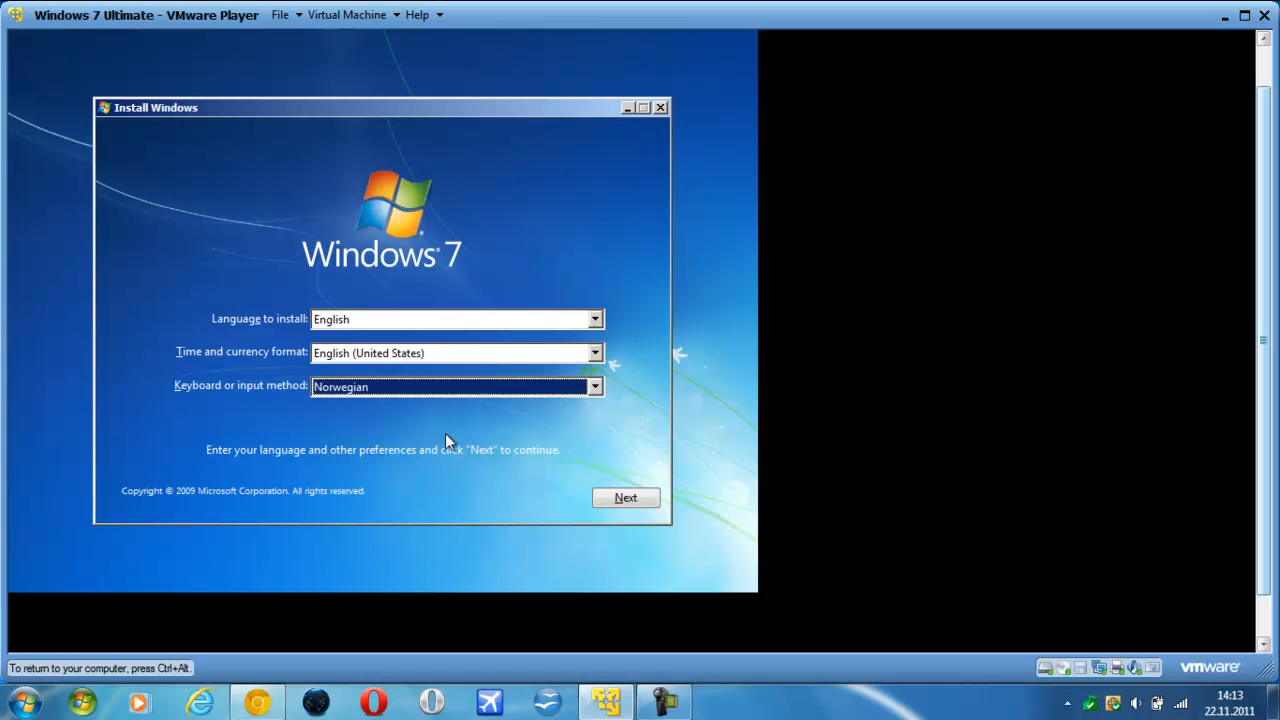 Windows 7 Ultimate - VMware Player File Virtual Machine Help
Install Windows
Windows 7
Language to install: English
Time and currency format: English (United States)
Keyboard or input method: Norwegian
Enter your language and other preferences and click "Next" to continue.
Copyright © 2009 Microsoft Corporation. All rights reserved.
Next
To return to your computer, press Ctrl+Alt.
vmware
14:13
22.11.2011